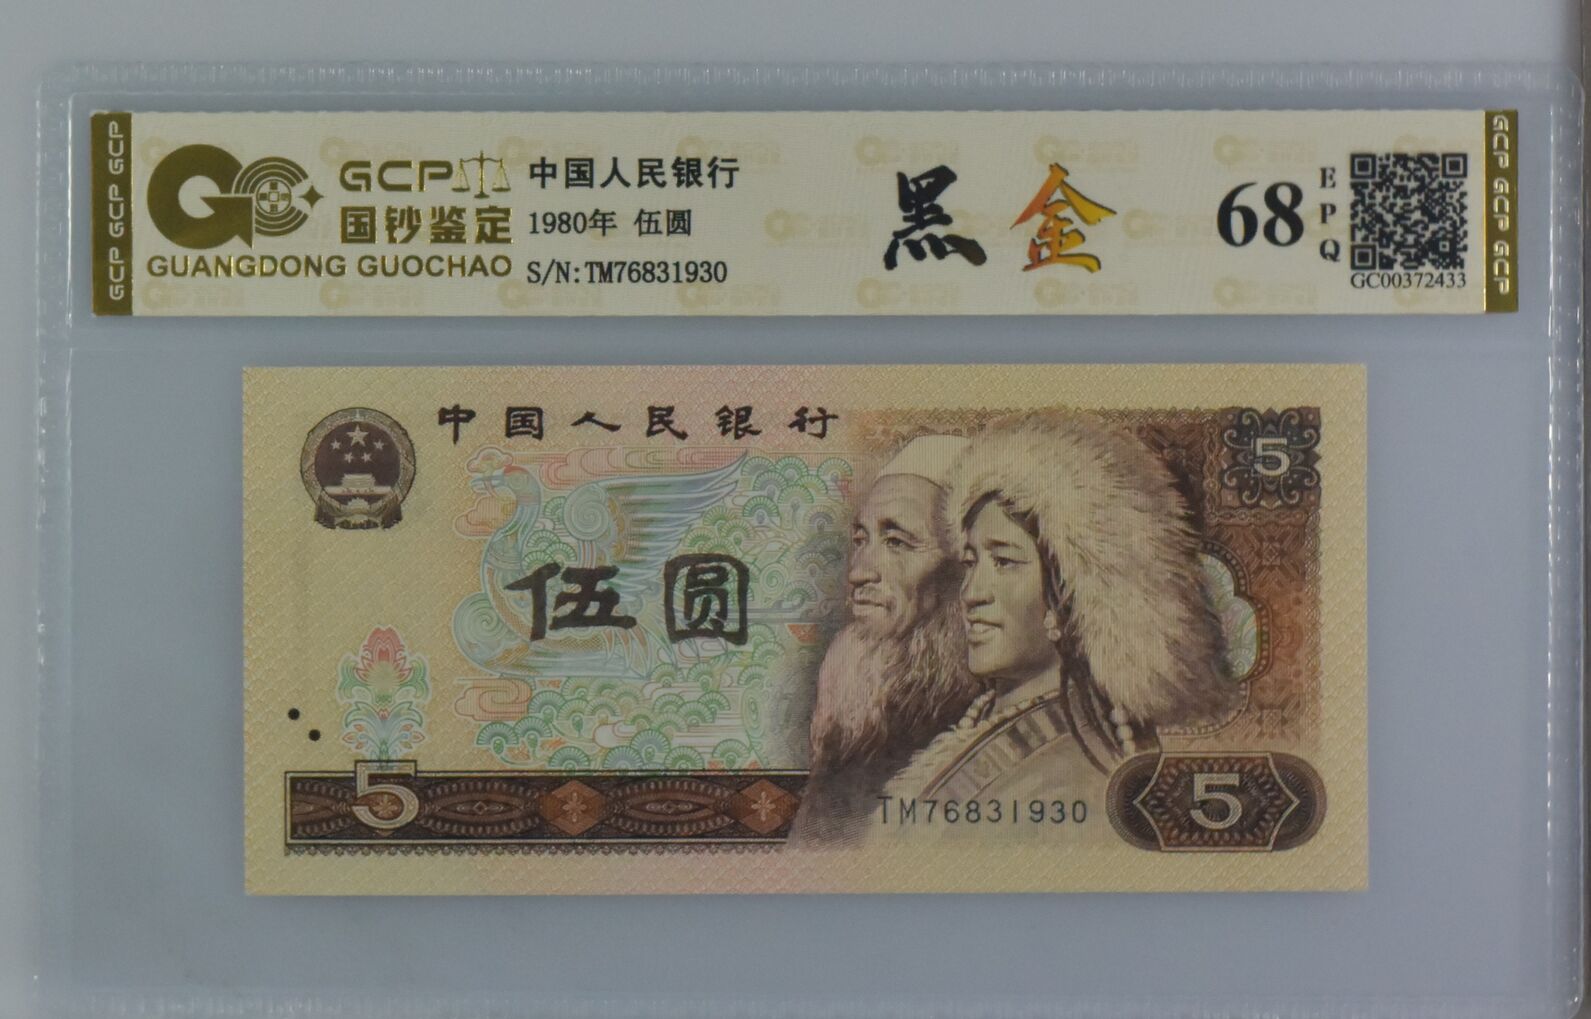 GCP GCP GCP
GCP
国钞鉴定
GUANGDONG GUOCHAO
中国人民银行
1980年 伍圆
S/N:TM76831930
黑金
68
EPQ
GC00372433
GCP GCP GCP
中国人民银行
5
伍圆
5
TM76831930
5